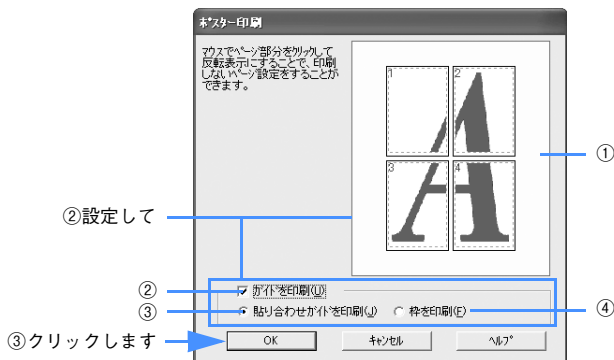 ポスター印刷
マウスでページ部分をクリックして
反転表示にすることで、印刷
しないページ設定をすることが
できます。
1
2
3
4
①
②設定して
②
ガイドを印刷(U)
③
貼り合わせガイドを印刷(J)
枠を印刷(F)
④
③クリックします
OK
キャンセル
ヘルプ